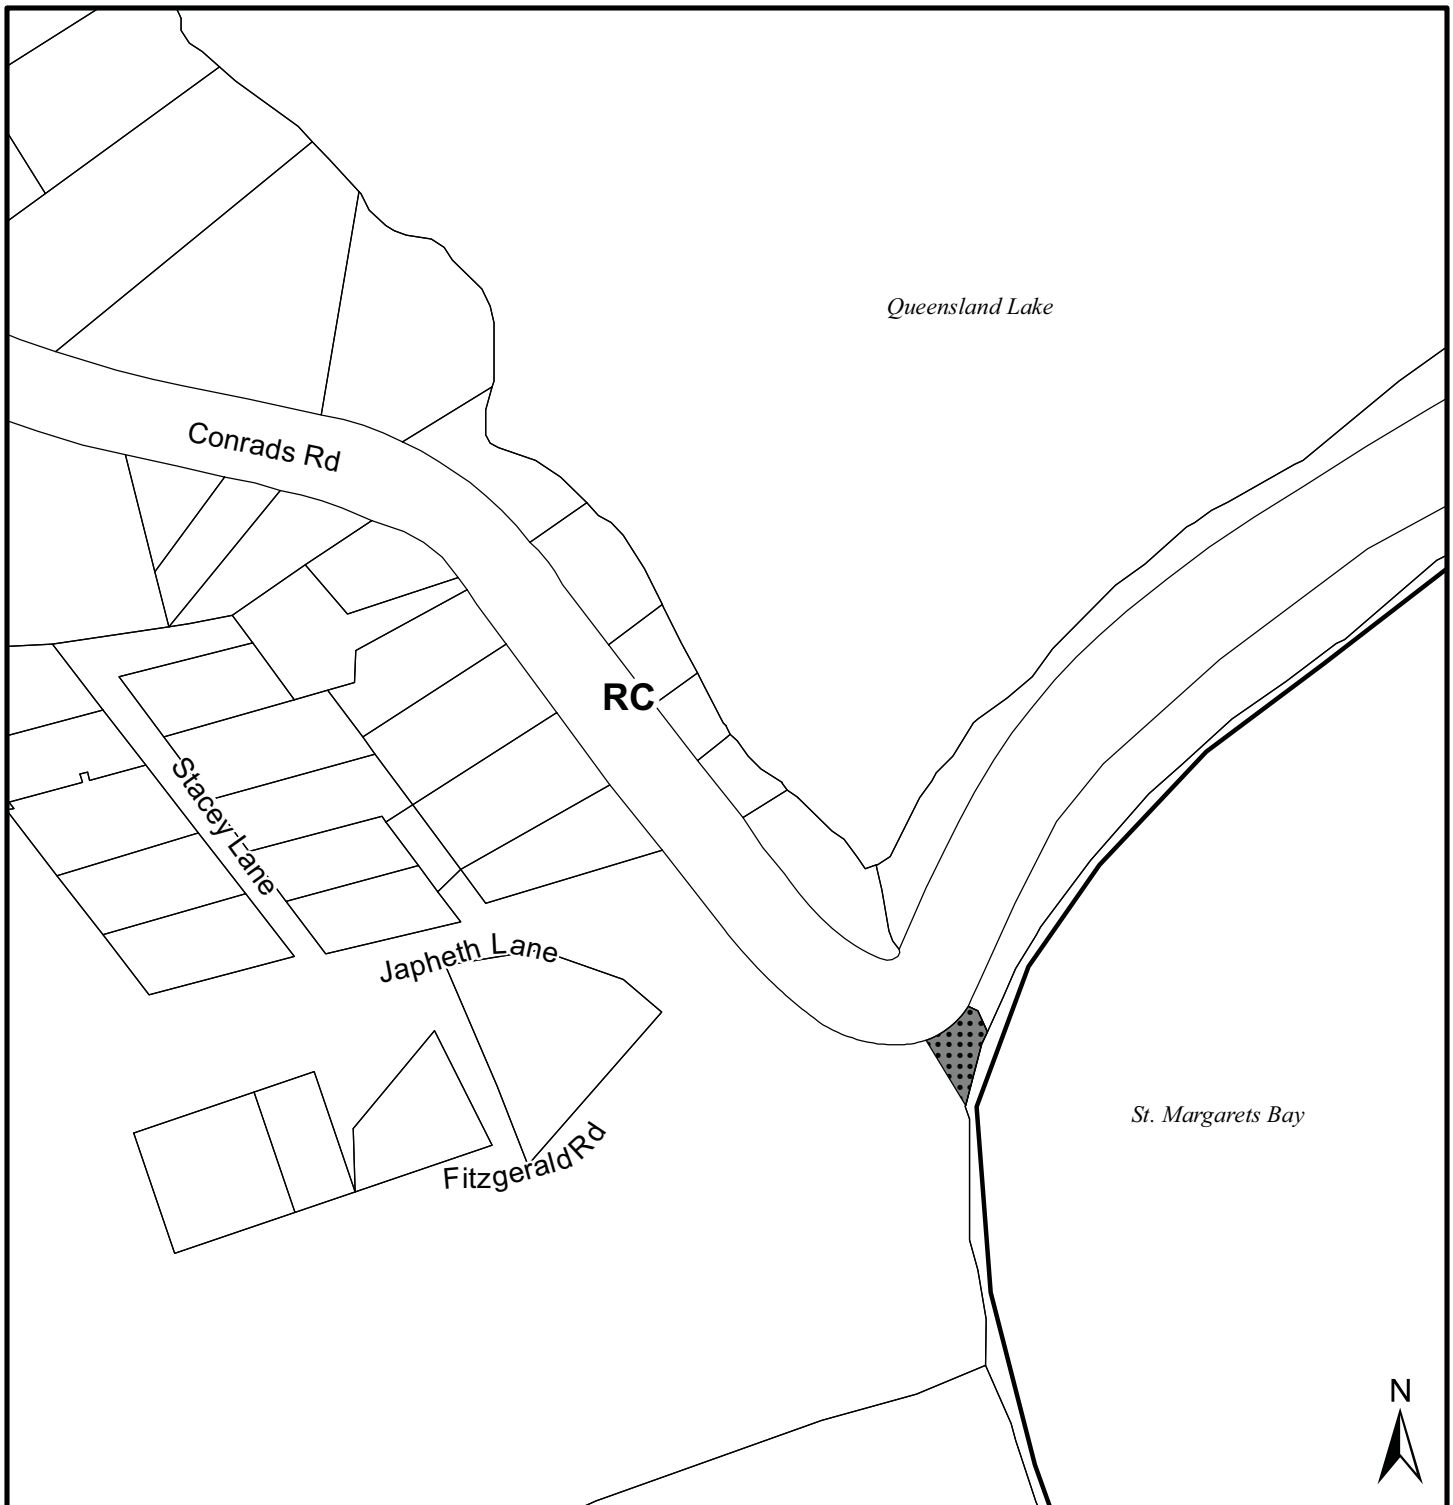 Queensland Lake
Conrads Rd
RC
Stacey Lane
Japheth Lane
St. Margarets Bay
Fitzgerald Rd
N